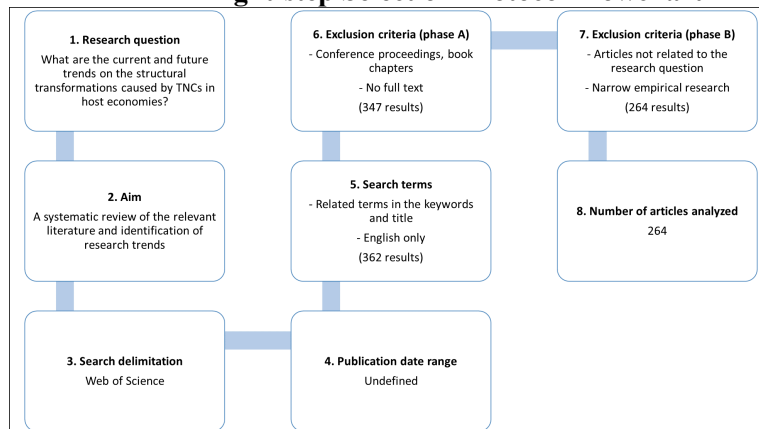 1. Research question
What are the current and future
trends on the structural
transformations caused by TNCs in
host economies?
2. Aim
A systematic review of the relevant
literature and identification of
research trends
3. Search delimitation
Web of Science
4. Publication date range
Undefined
5. Search terms
- Related terms in the keywords
and title
- English only
(362 results)
6. Exclusion criteria (phase A)
- Conference proceedings, book
chapters
- No full text
(347 results)
7. Exclusion criteria (phase B)
- Articles not related to the
research question
- Narrow empirical research
(264 results)
8. Number of articles analyzed
264